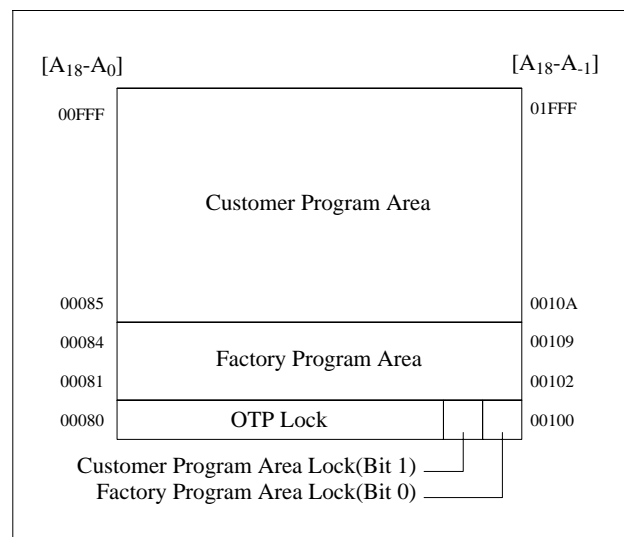 [A18-A0] [A18-A-1]
00FFF 01FFF
Customer Program Area
00085 0010A
00084 00109
Factory Program Area
00081 00102
00080 OTP Lock 00100
Customer Program Area Lock(Bit 1)
Factory Program Area Lock(Bit 0)